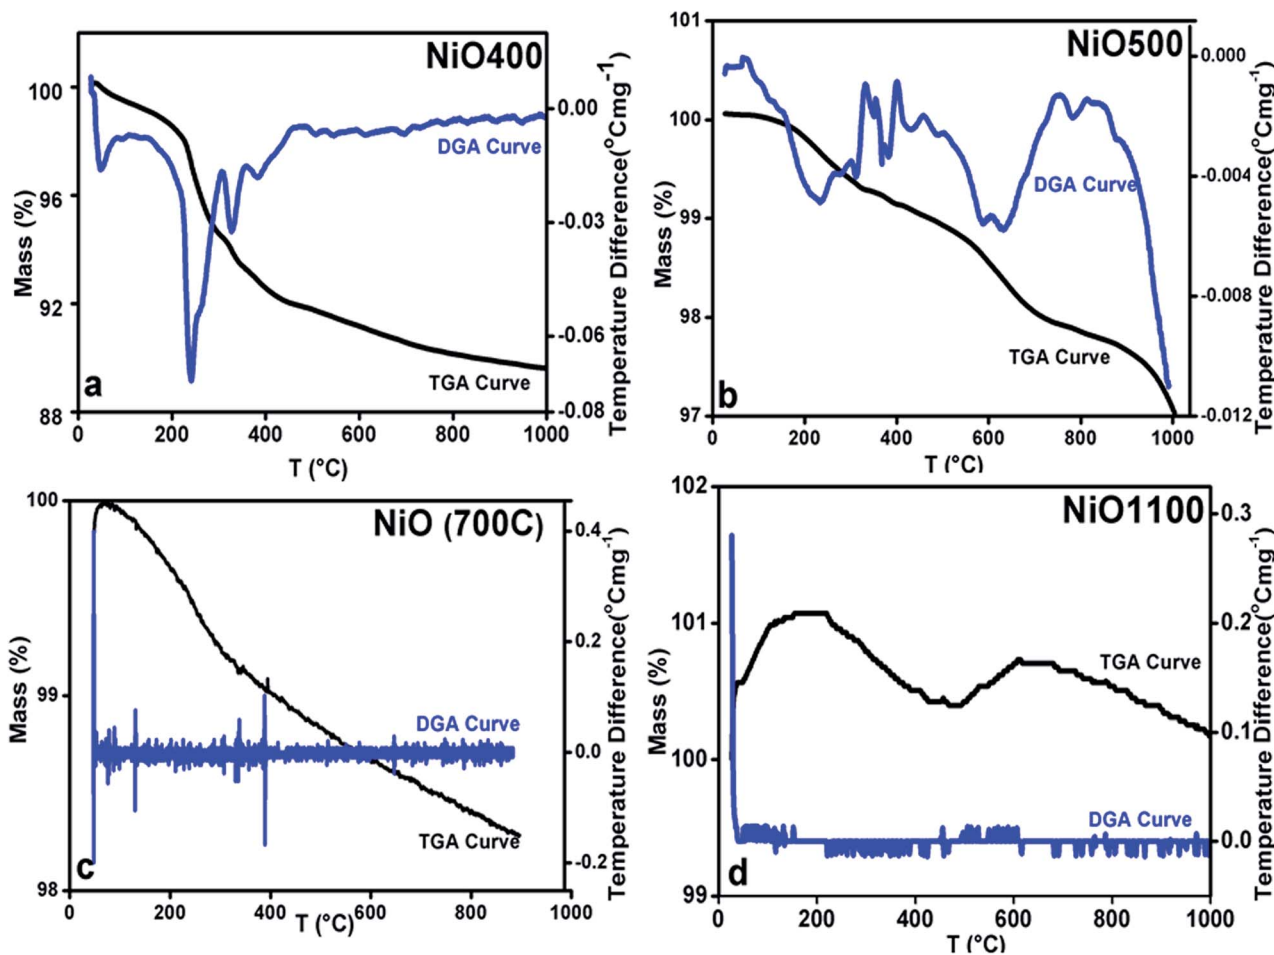 NiO400
100
96
92
88
Mass (%)
0.00
-0.03
-0.06
-0.08
Temperature Difference(°Cmg-1)
DGA Curve
TGA Curve
a
0 200 400 600 800 1000
T (°C)
NiO500
101
100
99
98
97
Mass (%)
0.000
-0.004
-0.008
-0.012
Temperature Difference(°Cmg-1)
DGA Curve
TGA Curve
b
0 200 400 600 800 1000
T (°C)
NiO (700C)
100
99
98
Mass (%)
0.4
0.2
0.0
-0.2
Temperature Difference(°Cmg-1)
DGA Curve
TGA Curve
c
0 200 400 600 800 1000
T (°C)
NiO1100
102
101
100
99
Mass (%)
0.3
0.2
0.1
0.0
Temperature Difference(°Cmg-1)
TGA Curve
DGA Curve
d
0 200 400 600 800 1000
T (°C)